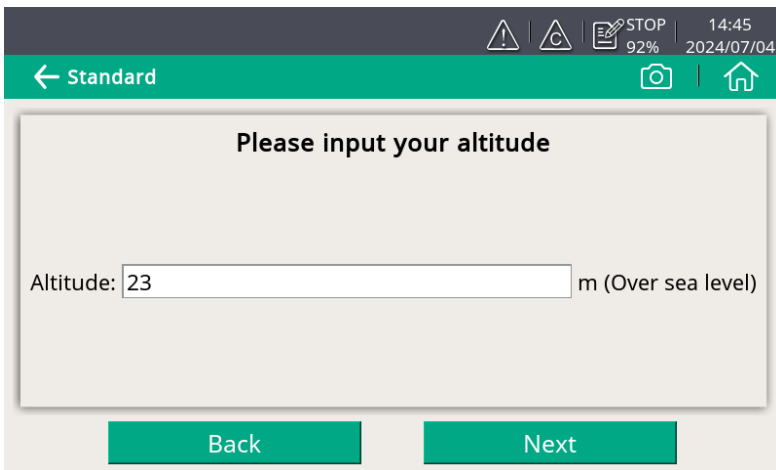 STOP 14:45
92% 2024/07/04
Standard
Please input your altitude
Altitude: 23 m (Over sea level)
Back Next